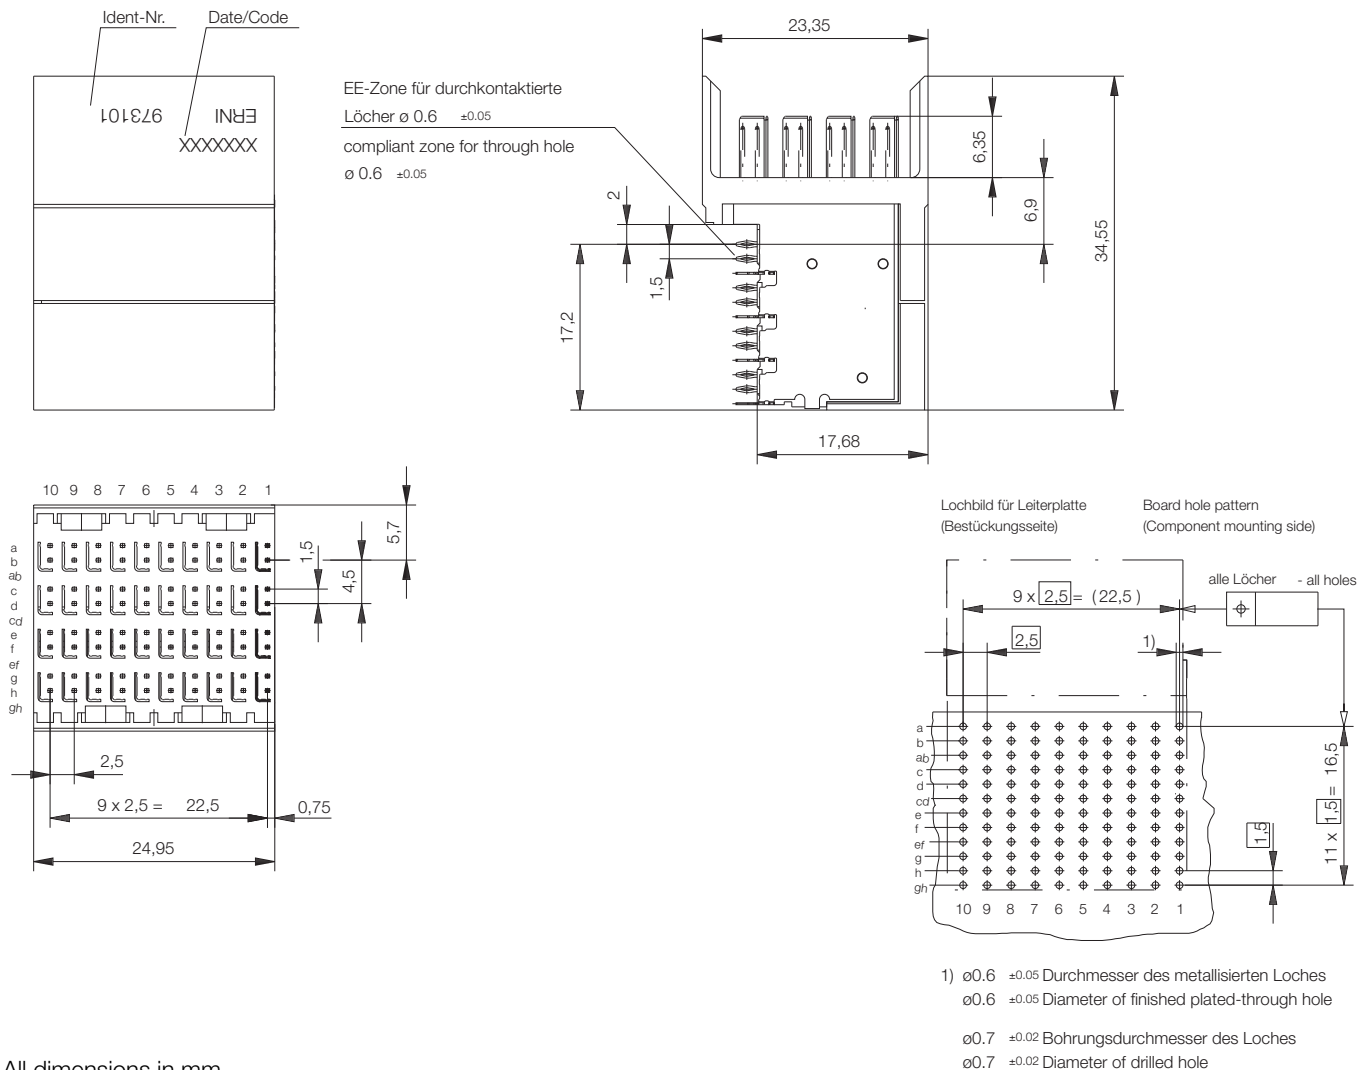 Ident-Nr. Date/Code
973101 ERNI
XXXXXXX
EE-Zone für durchkontaktierte
Löcher ø 0.6 ±0.05
compliant zone for through hole
ø 0.6 ±0.05
23,35
6,35
6,9
34,55
2
1,5
17,2
17,68
10 9 8 7 6 5 4 3 2 1
a
b
ab
c
d
cd
e
f
ef
g
h
gh
5,7
1,5
4,5
2,5
9 x 2,5 = 22,5
0,75
24,95
Lochbild für Leiterplatte
(Bestückungsseite)
Board hole pattern
(Component mounting side)
alle Löcher - all holes
9 x 2,5 = (22,5)
2,5
1)
a
b
ab
c
d
cd
e
f
ef
g
h
gh
11 x 1,5 = 16,5
1,5
10 9 8 7 6 5 4 3 2 1
1) ø0.6 ±0.05 Durchmesser des metallisierten Loches
ø0.6 ±0.05 Diameter of finished plated-through hole
ø0.7 ±0.02 Bohrungsdurchmesser des Loches
ø0.7 ±0.02 Diameter of drilled hole
All dimensions in mm